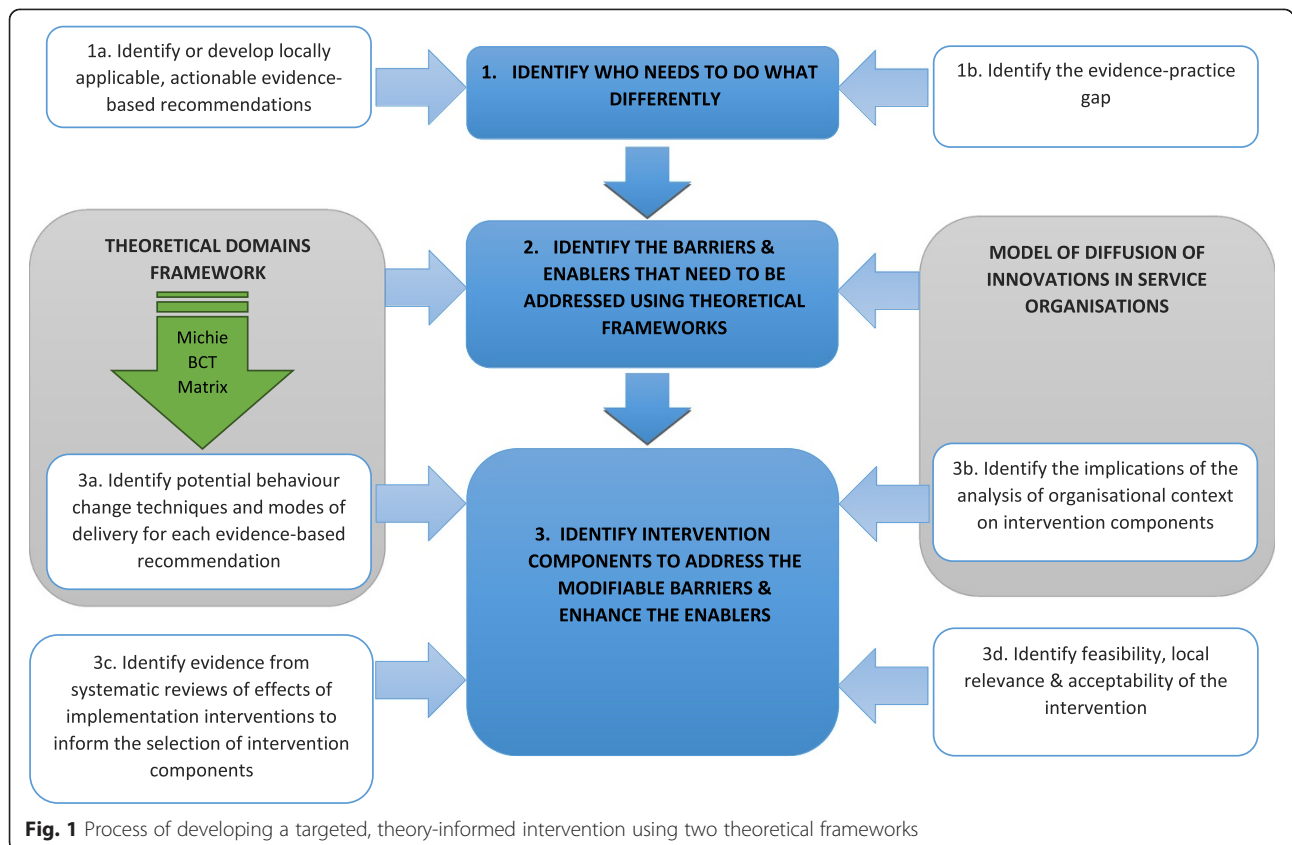 1a. Identify or develop locally
applicable, actionable evidence-
based recommendations
1. IDENTIFY WHO NEEDS TO DO WHAT
DIFFERENTLY
1b. Identify the evidence-practice
gap
THEORETICAL DOMAINS
FRAMEWORK
Michie
BCT
Matrix
2. IDENTIFY THE BARRIERS &
ENABLERS THAT NEED TO BE
ADDRESSED USING THEORETICAL
FRAMEWORKS
MODEL OF DIFFUSION OF
INNOVATIONS IN SERVICE
ORGANISATIONS
3a. Identify potential behaviour
change techniques and modes of
delivery for each evidence-based
recommendation
3. IDENTIFY INTERVENTION
COMPONENTS TO ADDRESS THE
MODIFIABLE BARRIERS &
ENHANCE THE ENABLERS
3b. Identify the implications of the
analysis of organisational context
on intervention components
3c. Identify evidence from
systematic reviews of effects of
implementation interventions to
inform the selection of intervention
components
3d. Identify feasibility, local
relevance & acceptability of the
intervention
Fig. 1 Process of developing a targeted, theory-informed intervention using two theoretical frameworks